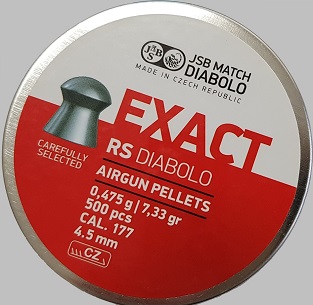 JSB
JSB MATCH
DIABOLO
MADE IN CZECH REPUBLIC
EXACT
RS DIABOLO
CAREFULLY
SELECTED
AIRGUN PELLETS
0,475 g | 7,33 gr
500 pcs
CAL. 177
4.5 mm
CZ